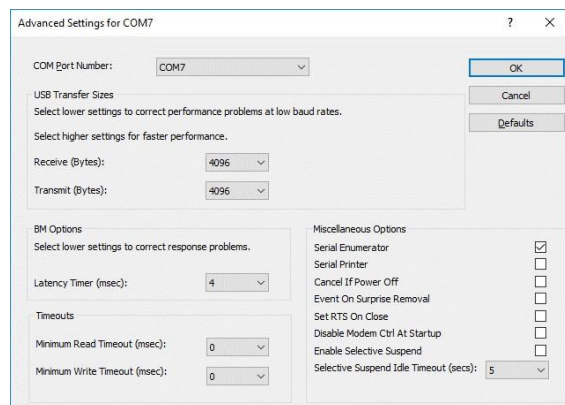 Advanced Settings for COM7
? ×
COM Port Number: COM7
OK
Cancel
Defaults
USB Transfer Sizes
Select lower settings to correct performance problems at low baud rates.
Select higher settings for faster performance.
Receive (Bytes): 4096
Transmit (Bytes): 4096
BM Options
Select lower settings to correct response problems.
Latency Timer (msec): 4
Timeouts
Minimum Read Timeout (msec): 0
Minimum Write Timeout (msec): 0
Miscellaneous Options
Serial Enumerator
Serial Printer
Cancel If Power Off
Event On Surprise Removal
Set RTS On Close
Disable Modem Ctrl At Startup
Enable Selective Suspend
Selective Suspend Idle Timeout (secs): 5